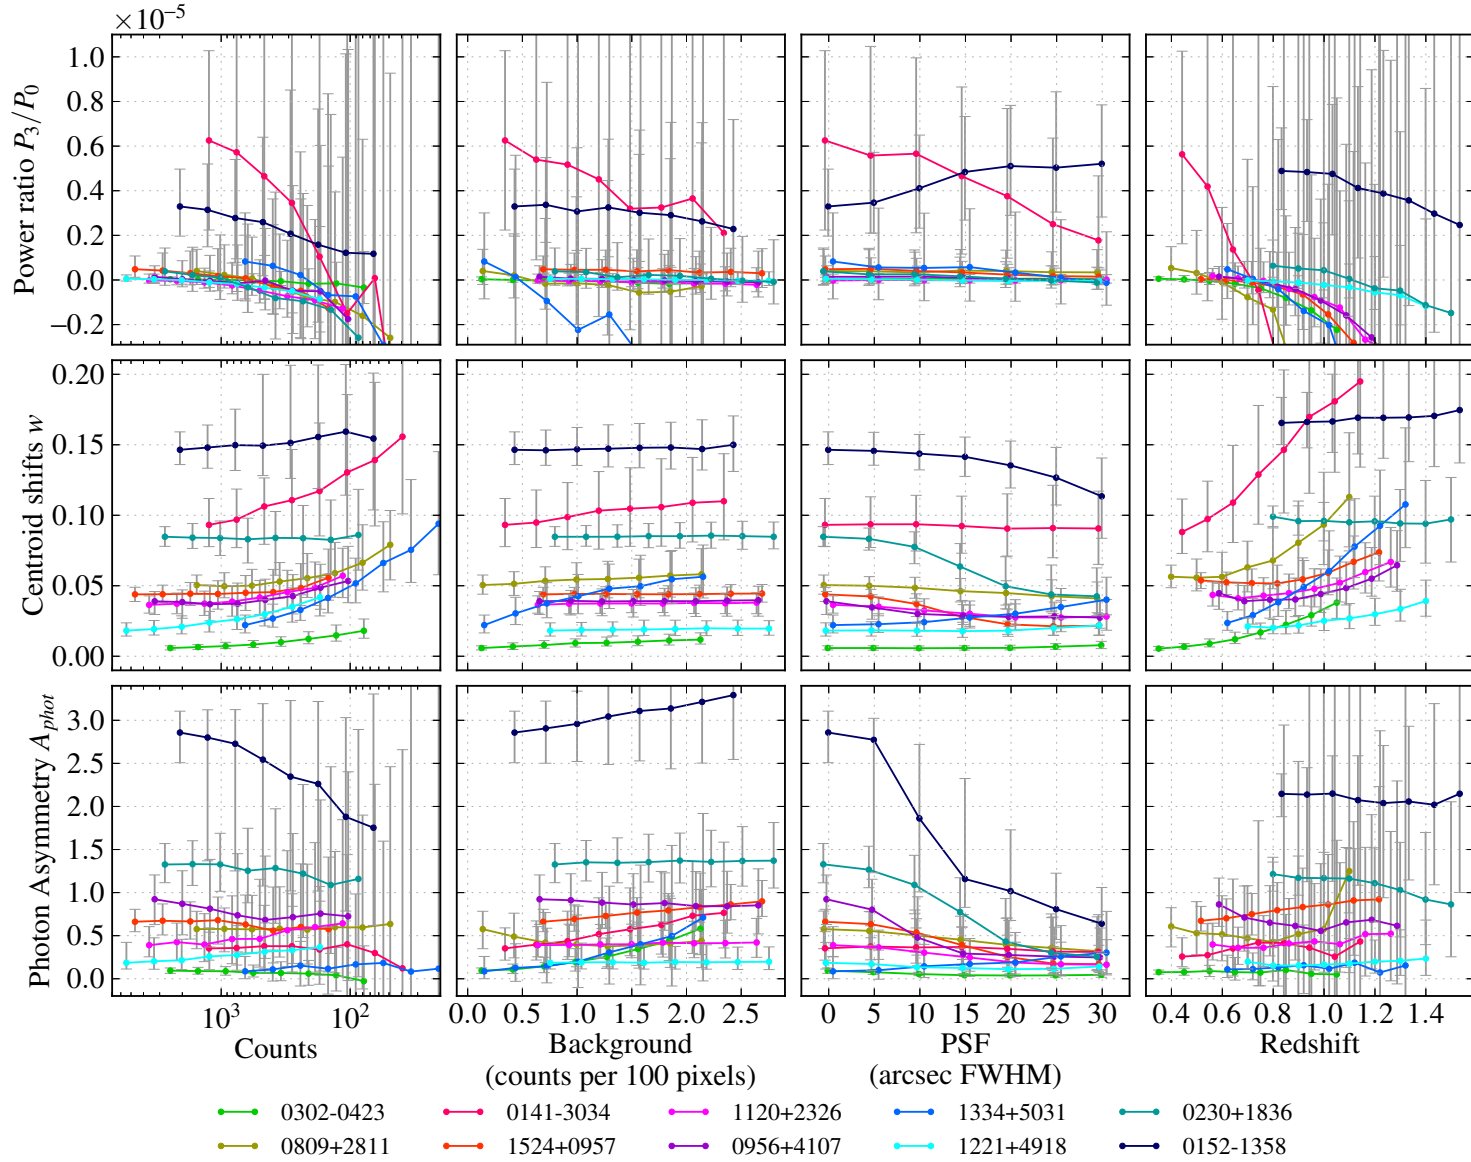 ×10⁻⁵
Power ratio P₃/P₀
1.0
0.8
0.6
0.4
0.2
0.0
−0.2
Centroid shifts w
0.20
0.15
0.10
0.05
0.00
Photon Asymmetry A_phot
3.0
2.5
2.0
1.5
1.0
0.5
0.0
10³ 10² 0.0 0.5 1.0 1.5 2.0 2.5 0 5 10 15 20 25 30 0.4 0.6 0.8 1.0 1.2 1.4
Counts Background PSF Redshift
(counts per 100 pixels) (arcsec FWHM)
0302-0423 0141-3034 1120+2326 1334+5031 0230+1836
0809+2811 1524+0957 0956+4107 1221+4918 0152-1358